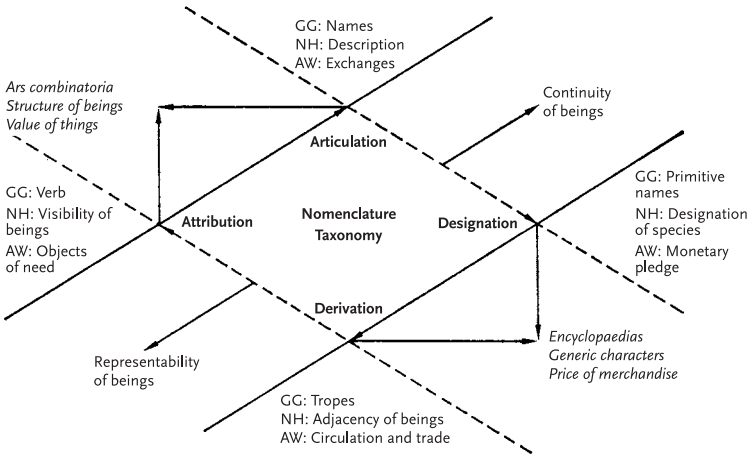 GG: Names
NH: Description
AW: Exchanges
Ars combinatoria
Structure of beings
Value of things
Continuity
of beings
Articulation
GG: Verb
NH: Visibility of
beings
AW: Objects
of need
Attribution
Nomenclature
Taxonomy
Designation
GG: Primitive
names
NH: Designation
of species
AW: Monetary
pledge
Derivation
Representability
of beings
Encyclopaedias
Generic characters
Price of merchandise
GG: Tropes
NH: Adjacency of beings
AW: Circulation and trade